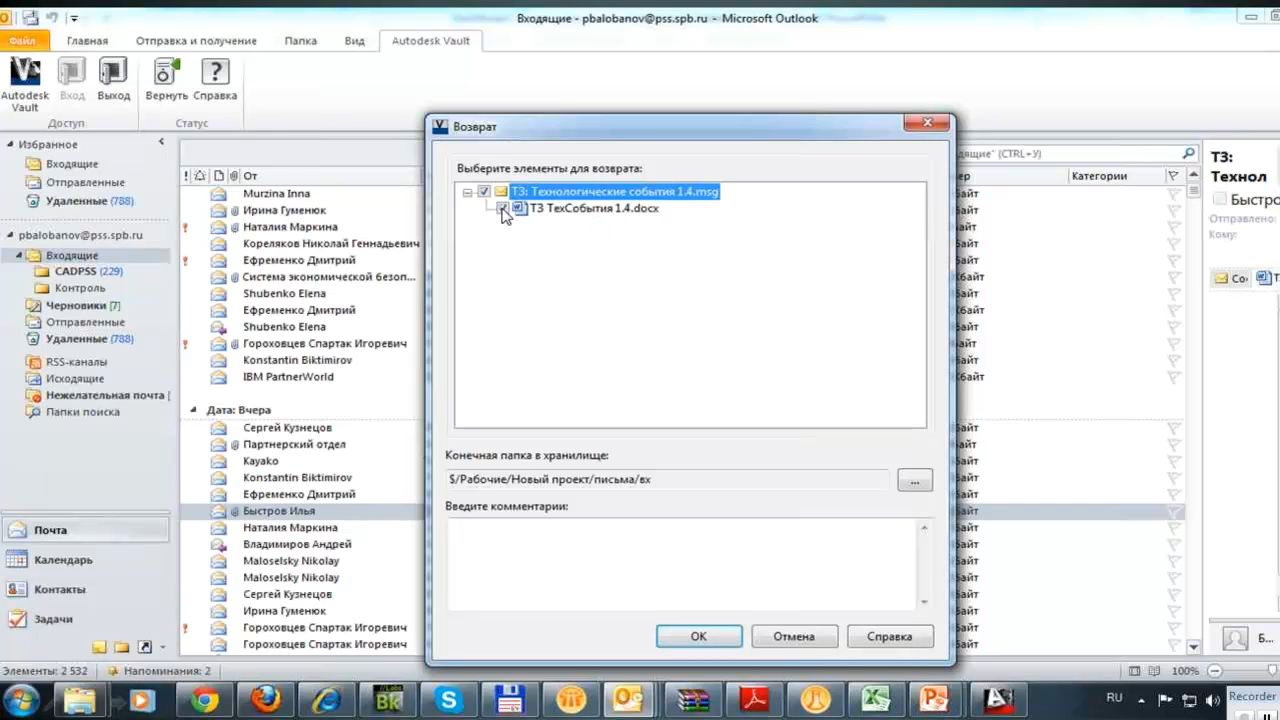 Входящие - pbalobanov@pss.spb.ru - Microsoft Outlook
Файл Главная Отправка и получение Папка Вид Autodesk Vault
Autodesk Vault Вход Выход Вернуть Справка
Доступ Статус
Избранное
Входящие
Отправленные
Удаленные (788)
pbalobanov@pss.spb.ru
Входящие
CADPSS (229)
Контроль
Черновики [7]
Отправленные
Удаленные (788)
RSS-каналы
Исходящие
Нежелательная почта [
Папки поиска
Почта
Календарь
Контакты
Задачи
От
Murzina Inna
Ирина Гуменюк
Наталия Маркина
Кореляков Николай Геннадьевич
Ефременко Дмитрий
Система экономической безоп...
Shubenko Elena
Ефременко Дмитрий
Shubenko Elena
Гороховцев Спартак Игоревич
Konstantin Biktimirov
IBM PartnerWorld
Дата: Вчера
Сергей Кузнецов
Партнерский отдел
Kayako
Konstantin Biktimirov
Ефременко Дмитрий
Быстров Илья
Наталия Маркина
Владимиров Андрей
Maloselsky Nikolay
Maloselsky Nikolay
Сергей Кузнецов
Ирина Гуменюк
Гороховцев Спартак Игоревич
Гороховцев Спартак Игоревич
Возврат
Выберите элементы для возврата:
ТЗ: Технологические события 1.4.msg
ТЗ ТехСобытия 1.4.docx
Конечная папка в хранилище:
$/Рабочие/Новый проект/письма/вх
...
Введите комментарии:
OK Отмена Справка
(CTRL+У)
Категории
ТЗ:
Технол
Быстро
Отправлено:
Кому:
Б...
Элементы: 2 532 Напоминания: 2
100%
RU
Recorder